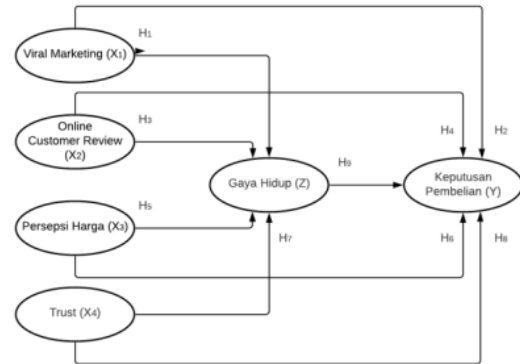 H1
Viral Marketing (X1)
Online
Customer Review
(X2)
H3
H4
H2
H9
Gaya Hidup (Z)
Keputusan
Pembelian (Y)
H5
Persepsi Harga (X3)
H7
H6
H8
Trust (X4)